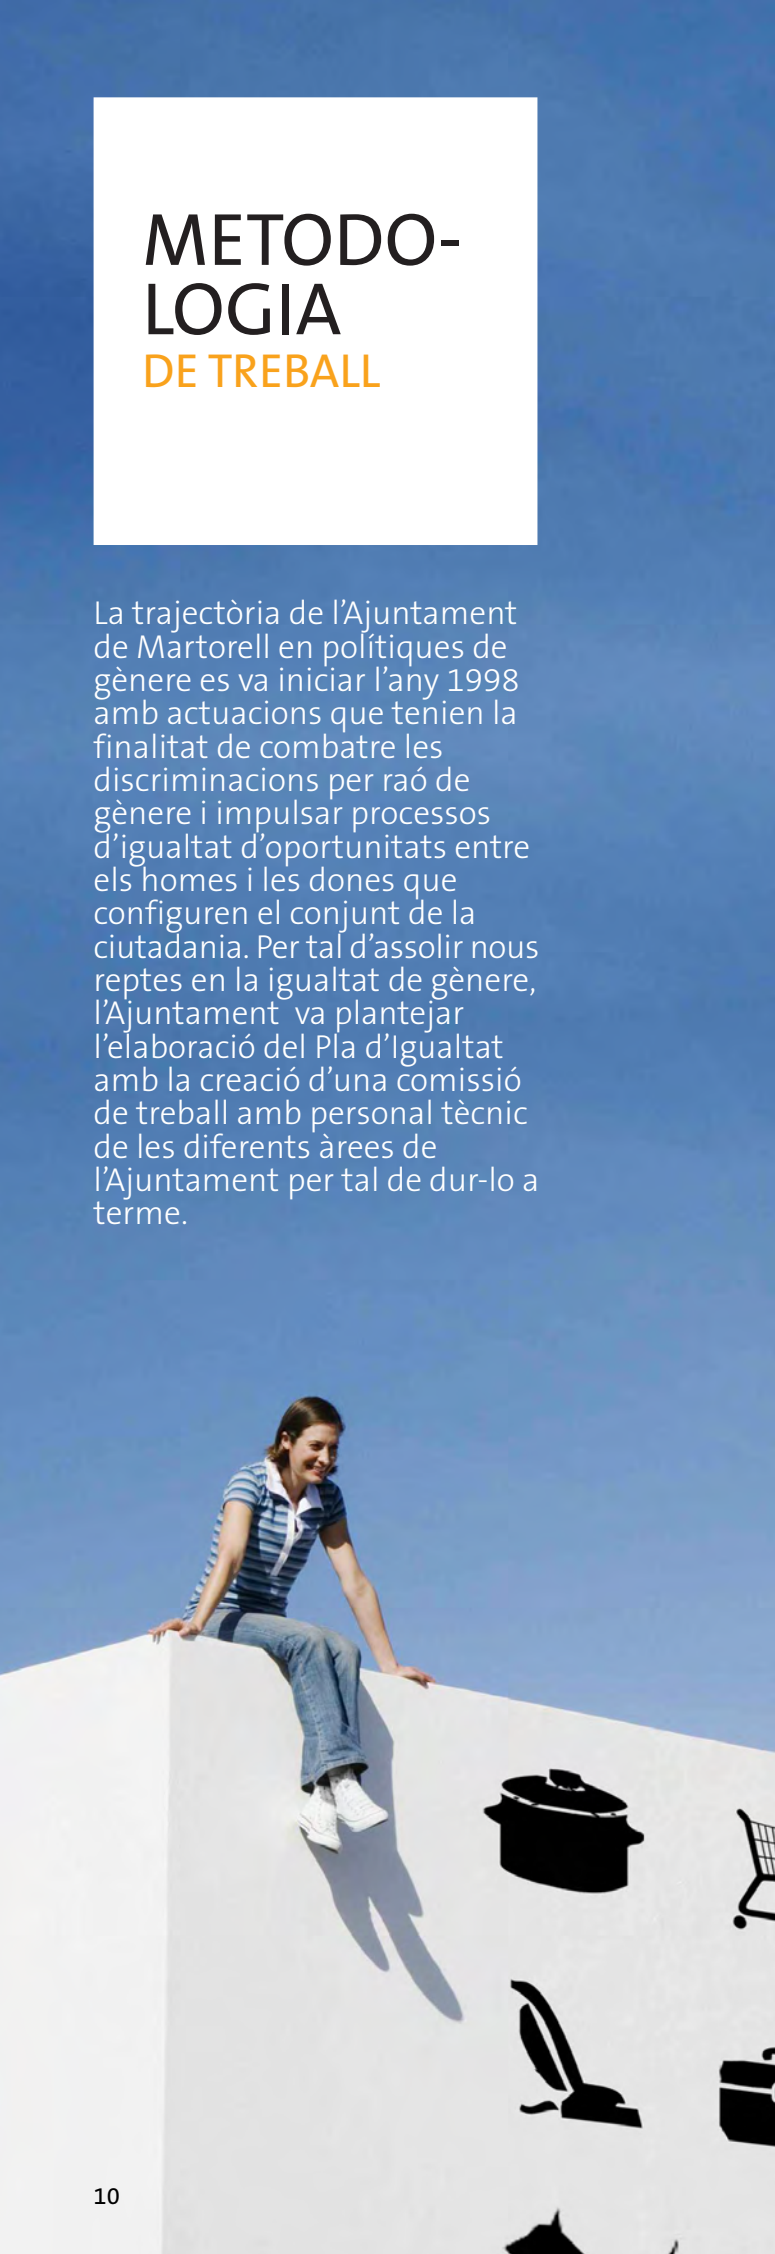 METODO-
LOGIA
DE TREBALL
La trajectòria de l’Ajuntament
de Martorell en polítiques de
gènere es va iniciar l’any 1998
amb actuacions que tenien la
finalitat de combatre les
discriminacions per raó de
gènere i impulsar processos
d’igualtat d’oportunitats entre
els homes i les dones que
configuren el conjunt de la
ciutadania. Per tal d’assolir nous
reptes en la igualtat de gènere,
l’Ajuntament  va plantejar
l’elaboració del Pla d’Igualtat
amb la creació d’una comissió
de treball amb personal tècnic
de les diferents àrees de
l’Ajuntament per tal de dur-lo a
terme.
10